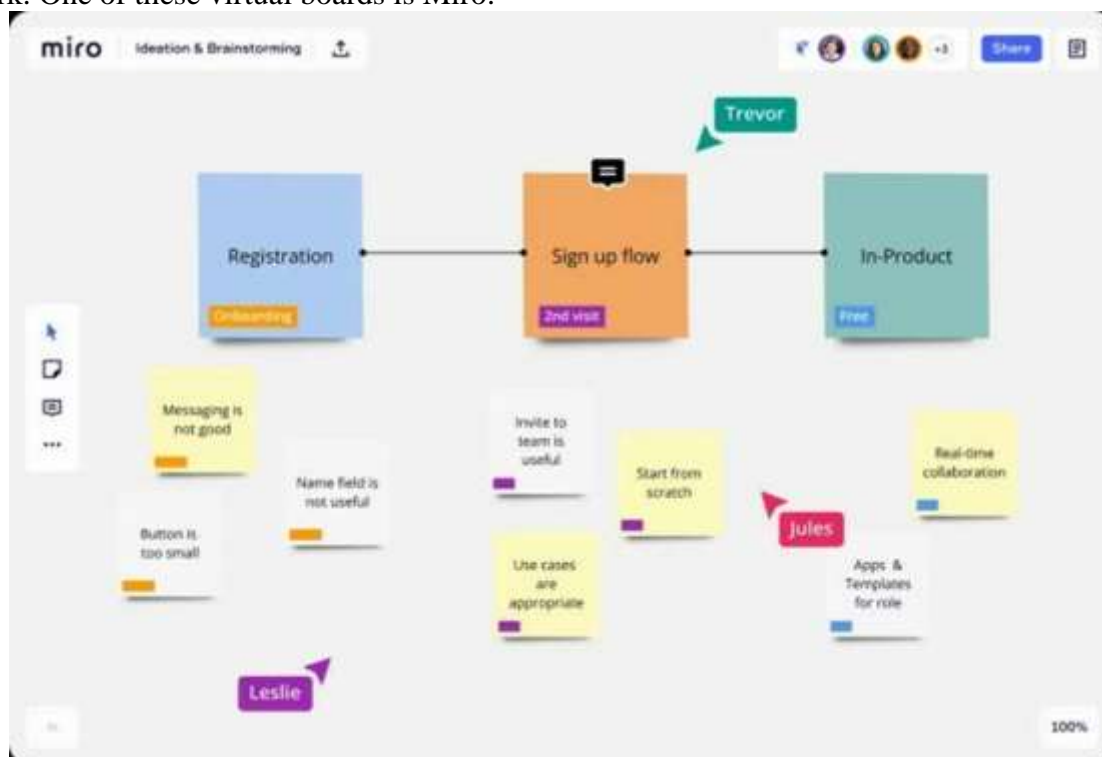 rk. One of these virtual boards is Miro.
miro Ideation & Brainstorming
+3 Share
Trevor
Registration
Onboarding
Sign up flow
2nd visit
In-Product
Free
Messaging is
not good
Name field is
not useful
Button is
too small
Invite to
team is
useful
Start from
scratch
Use cases
are
appropriate
Real-time
collaboration
Jules
Apps &
Templates
for role
Leslie
100%